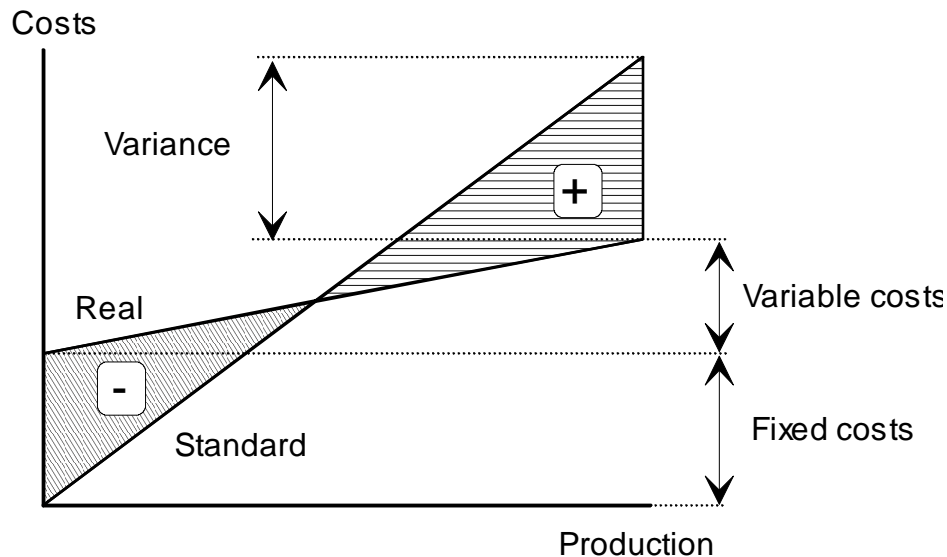 Costs
Variance
+
Real
Variable costs
-
Standard
Fixed costs
Production